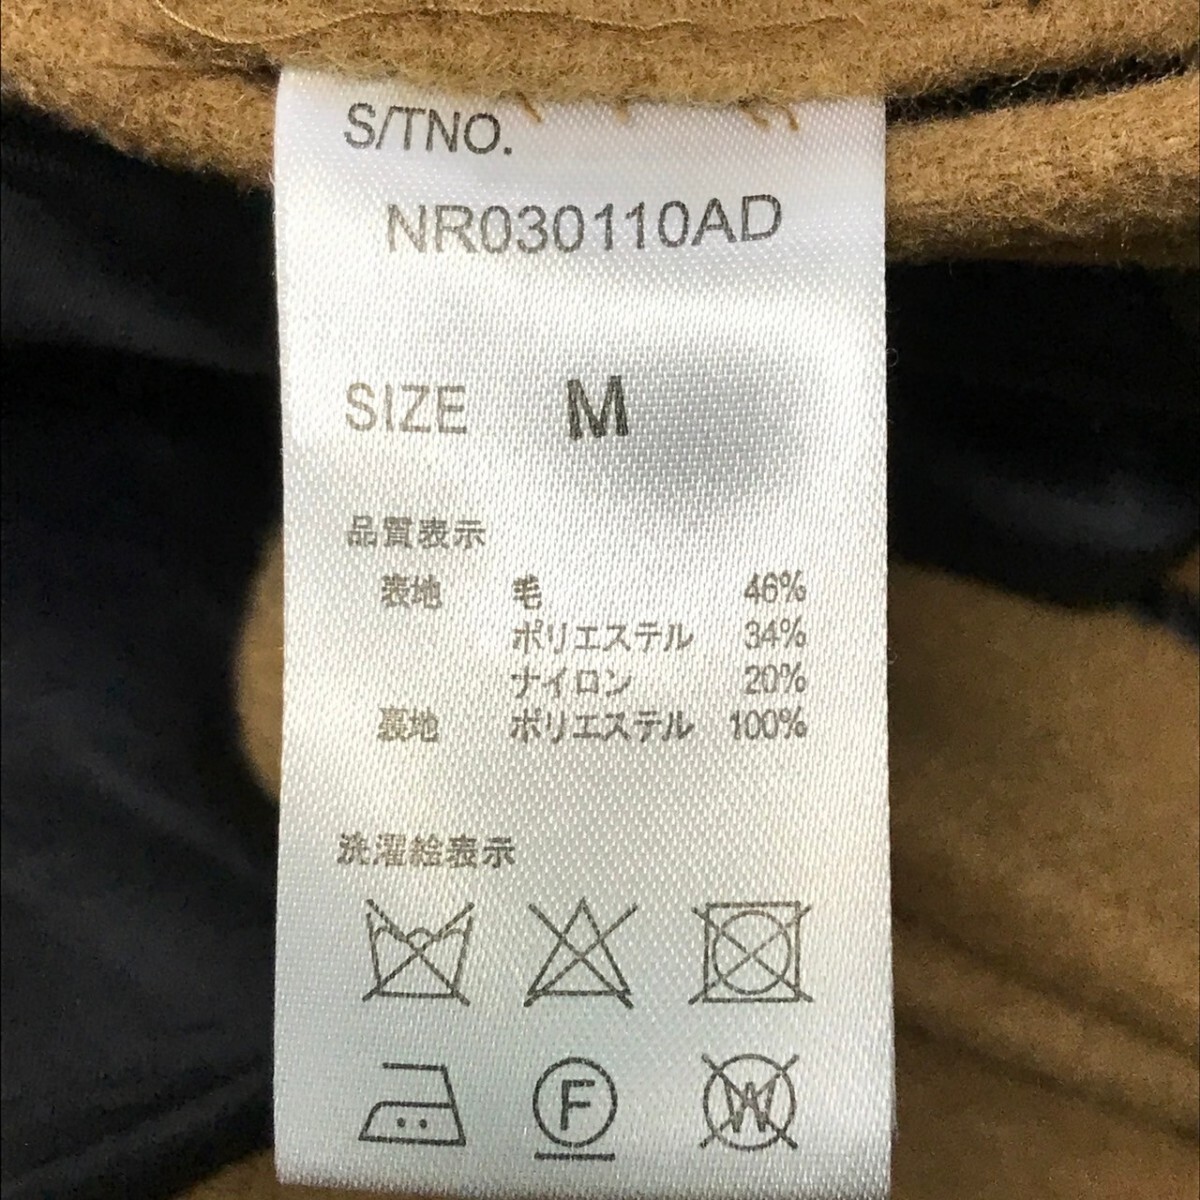 S/TNO.
NR030110AD
SIZE M
品質表示
表地 毛 46%
ポリエステル 34%
ナイロン 20%
裏地 ポリエステル 100%
洗濯絵表示
F W